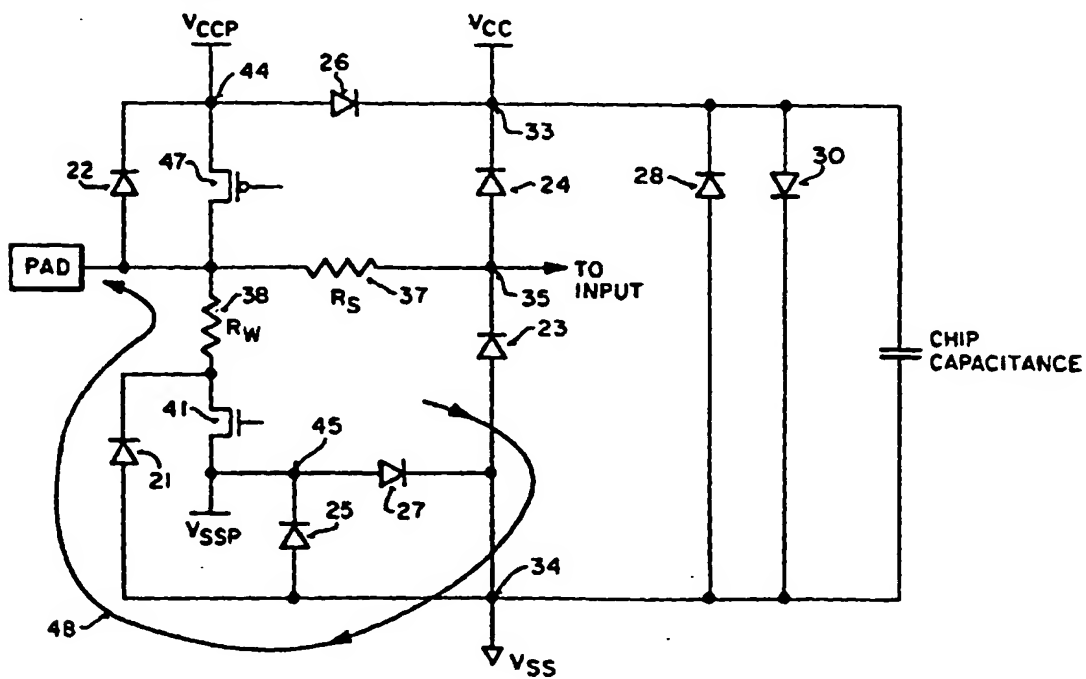 VCCP
VCC
26
44
33
22
47
24
28
30
PAD
38
RS
37
35
TO
INPUT
RW
23
CHIP
CAPACITANCE
41
45
21
27
VSSP
25
34
48
VSS